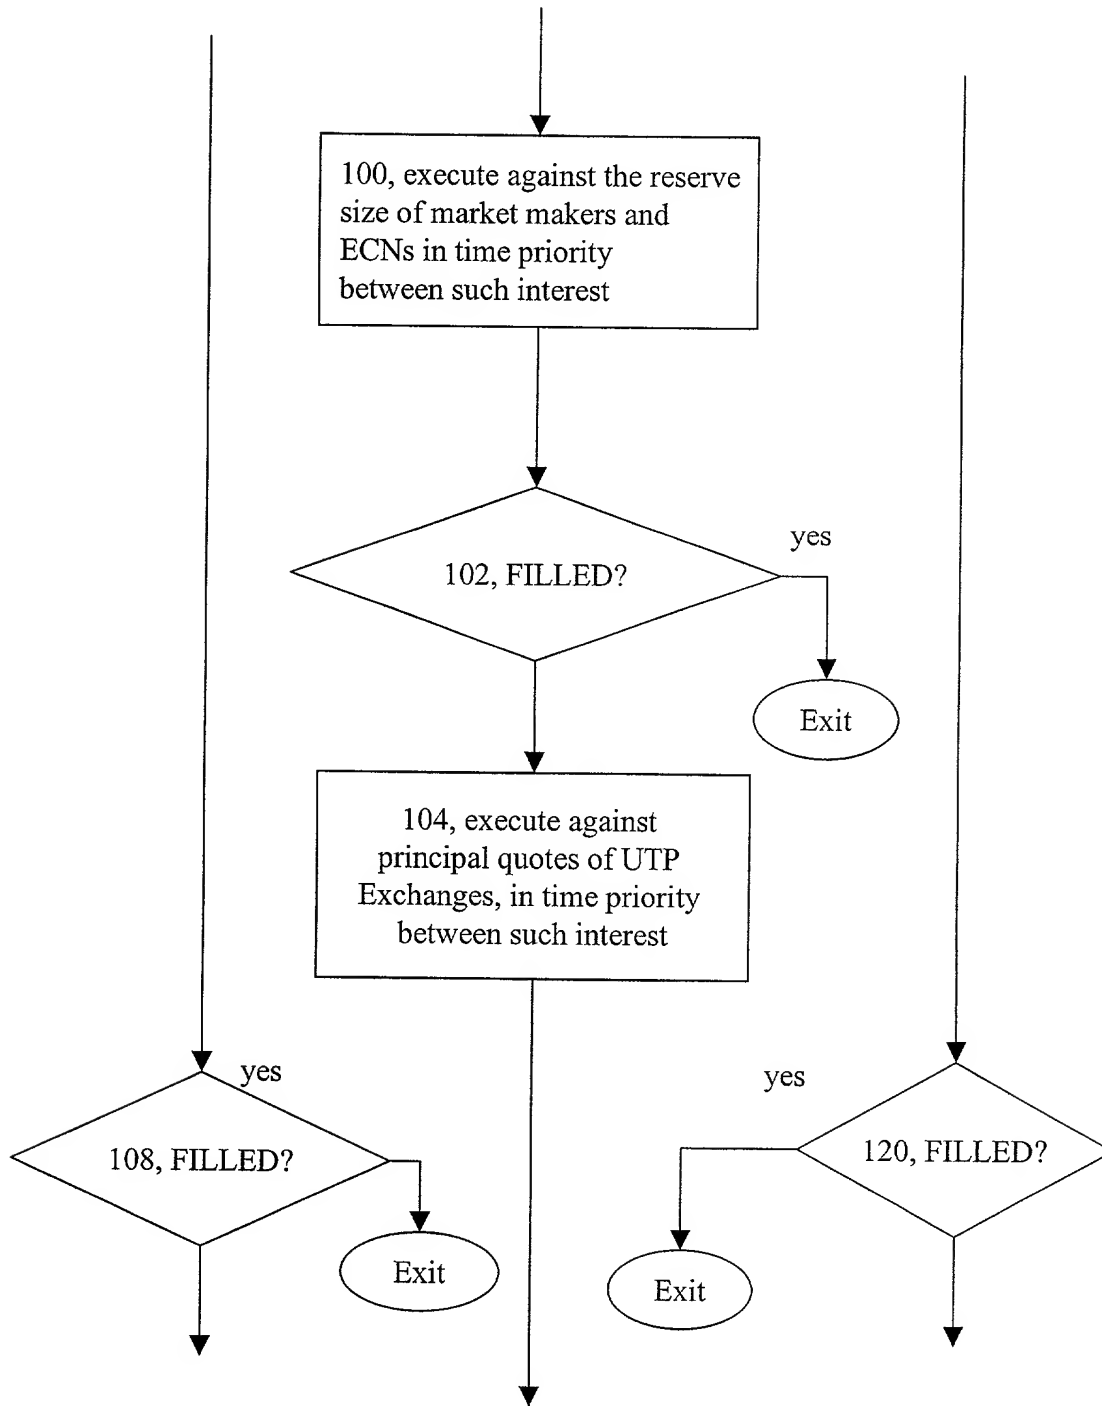 100, execute against the reserve
size of market makers and
ECNs in time priority
between such interest
yes
102, FILLED?
Exit
104, execute against
principal quotes of UTP
Exchanges, in time priority
between such interest
yes
108, FILLED?
Exit
yes
120, FILLED?
Exit